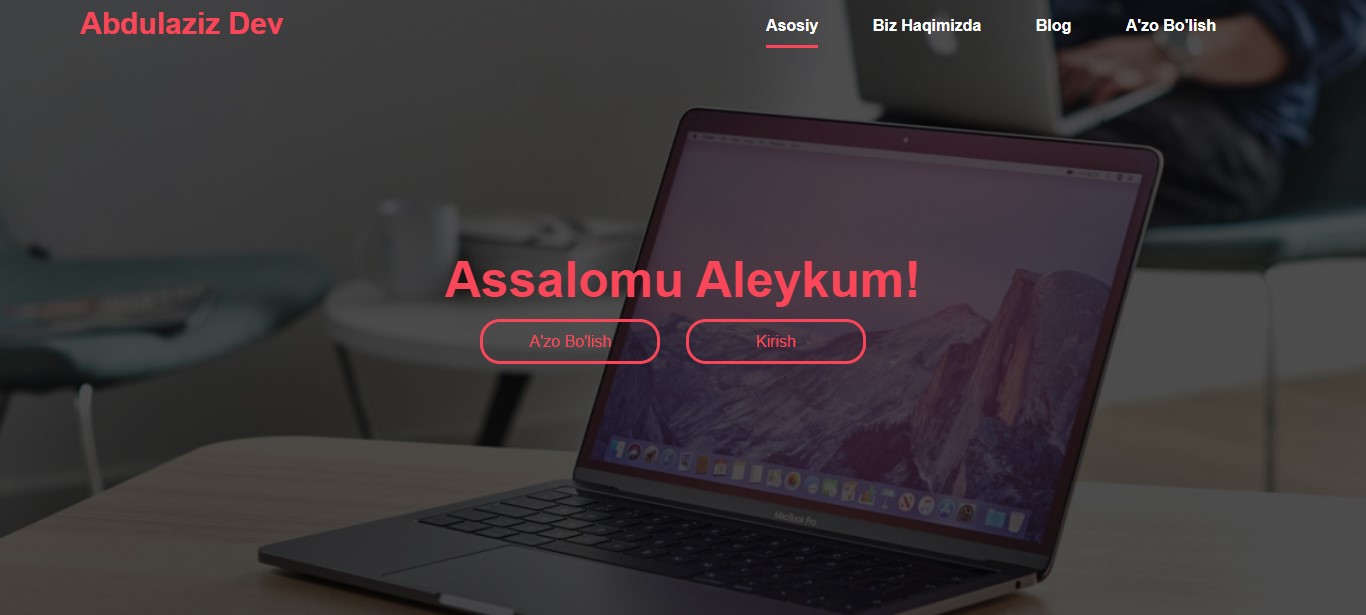 Abdulaziz Dev
Asosiy Biz Haqimizda Blog A'zo Bo'lish
Assalomu Aleykum!
A'zo Bo'lish Kirish
MacBook Pro